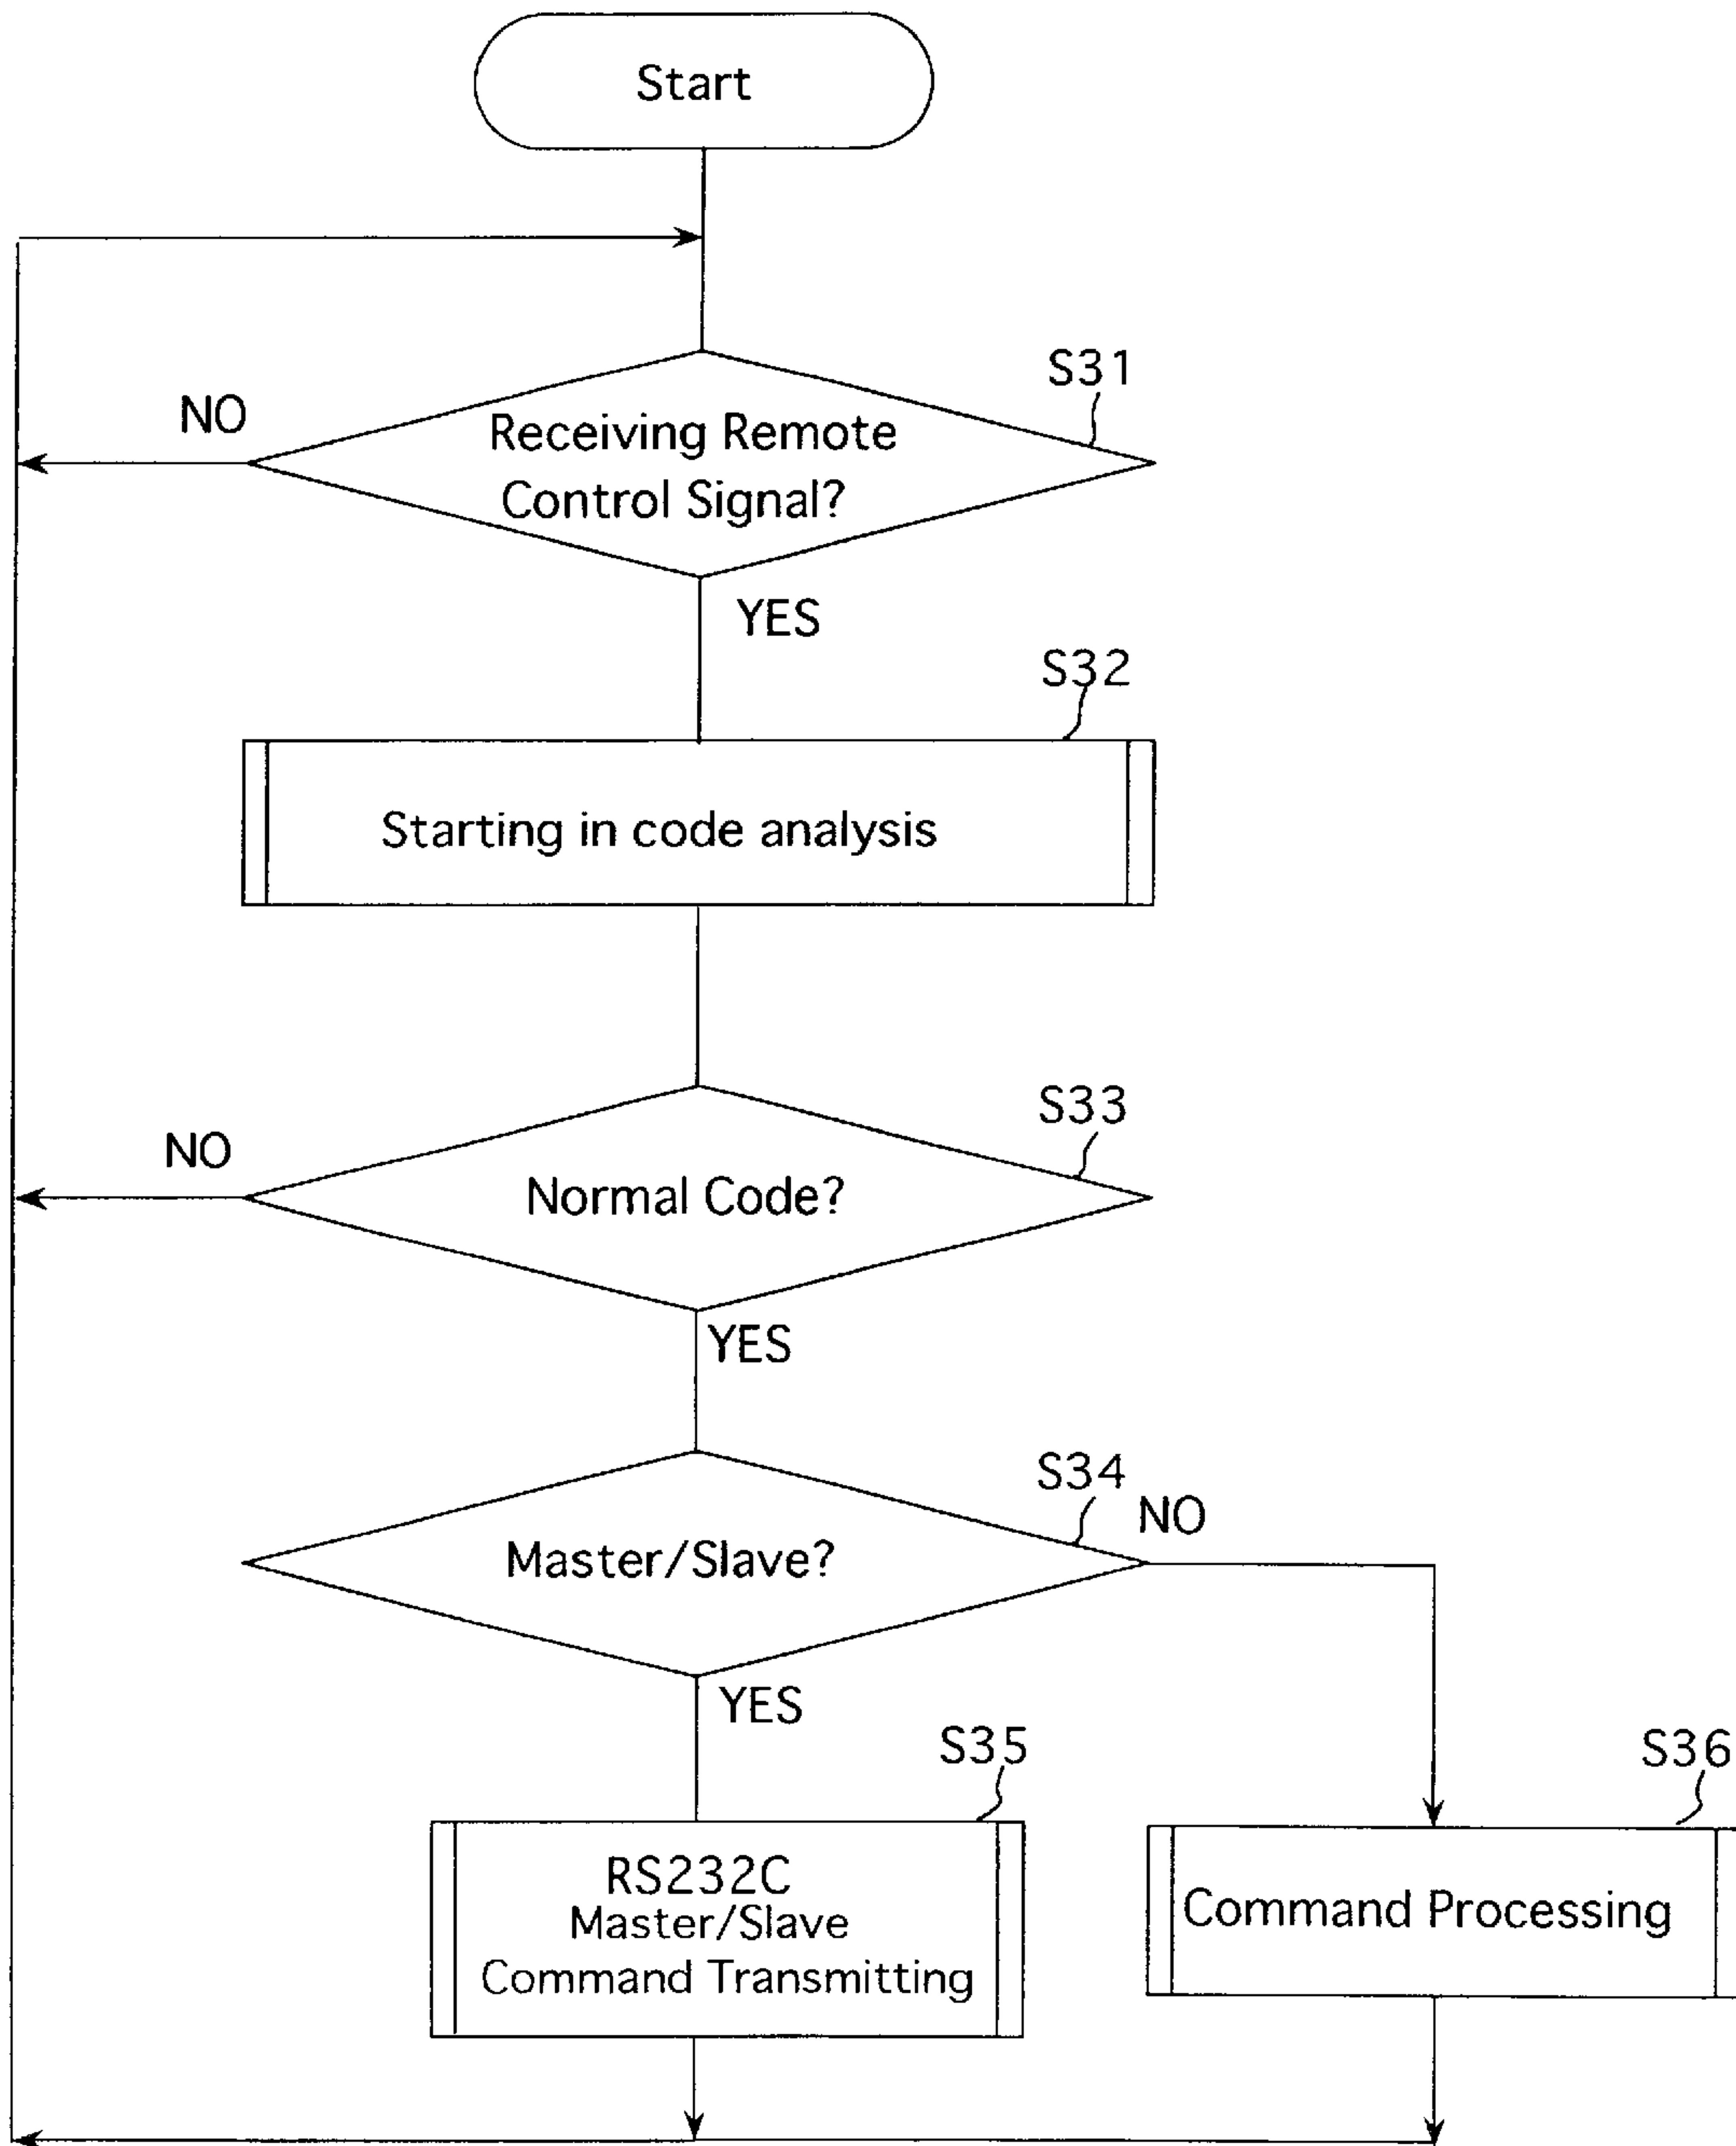 Start
S31
NO
Receiving Remote
Control Signal?
YES
S32
Starting in code analysis
S33
NO
Normal Code?
YES
S34
NO
Master/Slave?
YES
S35
S36
RS232C
Master/Slave
Command Transmitting
Command Processing